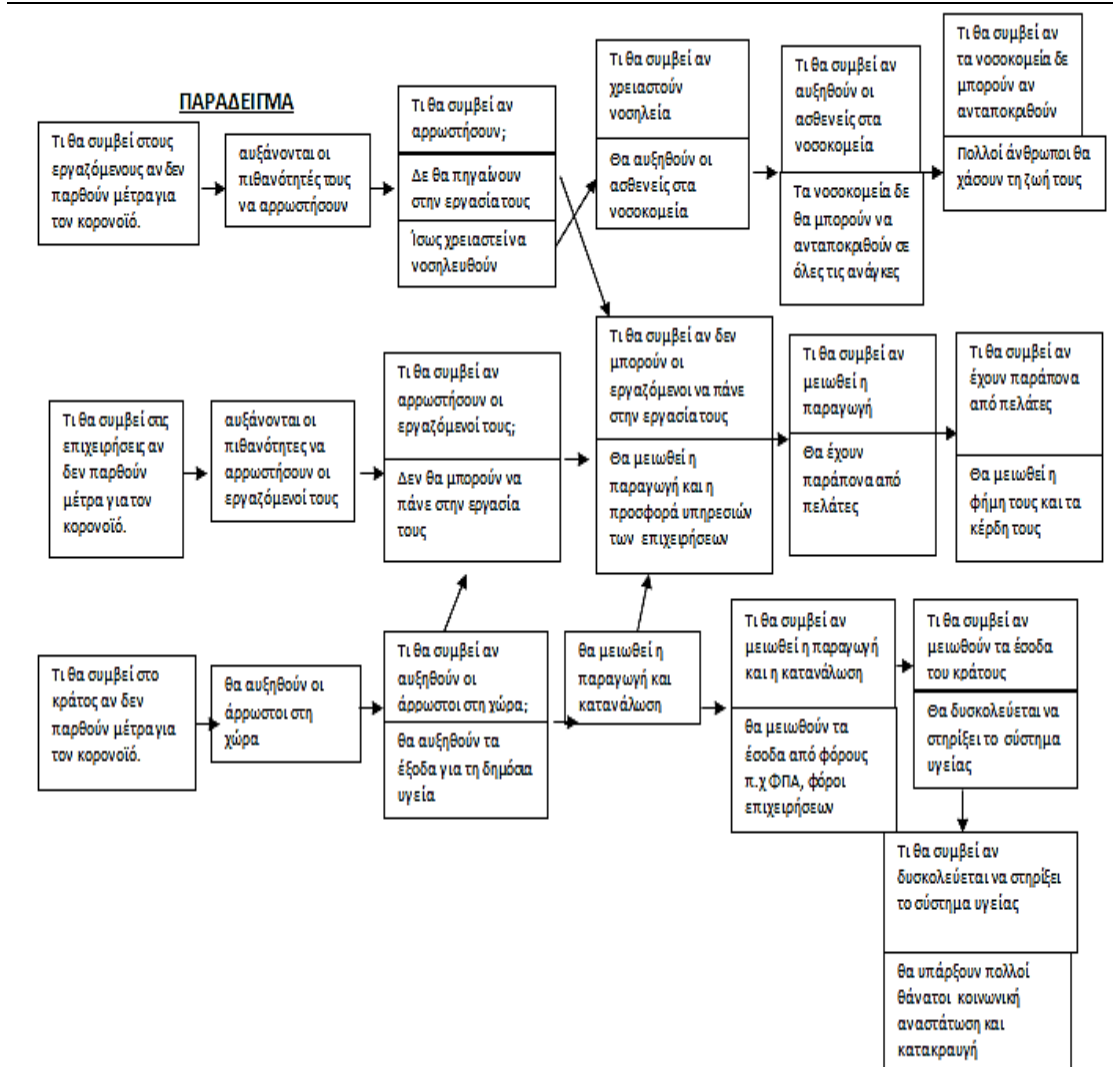 ΠΑΡΑΔΕΙΓΜΑ
Τι θα συμβεί στους
εργαζόμενους αν δεν
παρθούν μέτρα για
τον κορονοϊό.
αυξάνονται οι
πιθανότητές τους
να αρρωστήσουν
Τι θα συμβεί αν
αρρωστήσουν;
Δε θα πηγαίνουν
στην εργασία τους
Ίσως χρειαστεί να
νοσηλευθούν
Τι θα συμβεί αν
χρειαστούν
νοσηλεία
Θα αυξηθούν οι
ασθενείς στα
νοσοκομεία
Τι θα συμβεί αν
αυξηθούν οι
ασθενείς στα
νοσοκομεία
Τα νοσοκομεία δε
θα μπορούν να
ανταποκριθούν σε
όλες τις ανάγκες
Τι θα συμβεί αν
τα νοσοκομεία δε
μπορούν αν
ανταποκριθούν
Πολλοί άνθρωποι θα
χάσουν τη ζωή τους
Τι θα συμβεί στις
επιχειρήσεις αν
δεν παρθούν
μέτρα για τον
κορονοϊό.
αυξάνονται οι
πιθανότητες να
αρρωστήσουν οι
εργαζόμενοί τους
Τι θα συμβεί αν
αρρωστήσουν οι
εργαζόμενοί τους;
Δεν θα μπορούν να
πάνε στην εργασία
τους
Τι θα συμβεί αν δεν
μπορούν οι
εργαζόμενοι να πάνε
στην εργασία τους
Θα μειωθεί η
παραγωγή και η
προσφορά υπηρεσιών
των επιχειρήσεων
Τι θα συμβεί αν
μειωθεί η
παραγωγή
Θα έχουν
παράπονα από
πελάτες
Τι θα συμβεί αν
έχουν παράπονα
από πελάτες
Θα μειωθεί η
φήμη τους και τα
κέρδη τους
Τι θα συμβεί στο
κράτος αν δεν
παρθούν μέτρα για
τον κορονοϊό.
θα αυξηθούν οι
άρρωστοι στη
χώρα
Τι θα συμβεί αν
αυξηθούν οι
άρρωστοι στη χώρα;
θα αυξηθούν τα
έξοδα για τη δημόσια
υγεία
θα μειωθεί η
παραγωγή και
κατανάλωση
Τι θα συμβεί αν
μειωθεί η παραγωγή
και η κατανάλωση
θα μειωθούν τα
έσοδα από φόρους
π.χ ΦΠΑ, φόροι
επιχειρήσεων
Τι θα συμβεί αν
μειωθούν τα έσοδα
του κράτους
Θα δυσκολεύεται να
στηρίξει το σύστημα
υγείας
Τι θα συμβεί αν
δυσκολεύεται να στηρίξει
το σύστημα υγείας
θα υπάρξουν πολλοί
θάνατοι κοινωνική
αναστάτωση και
κατακραυγή